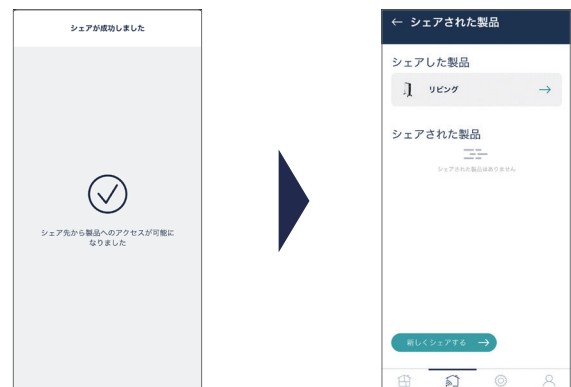 シェアが成功しました
シェア先から製品へのアクセスが可能に
なりました
← シェアされた製品
シェアした製品
リビング →
シェアされた製品
シェアされた製品はありません
新しくシェアする →